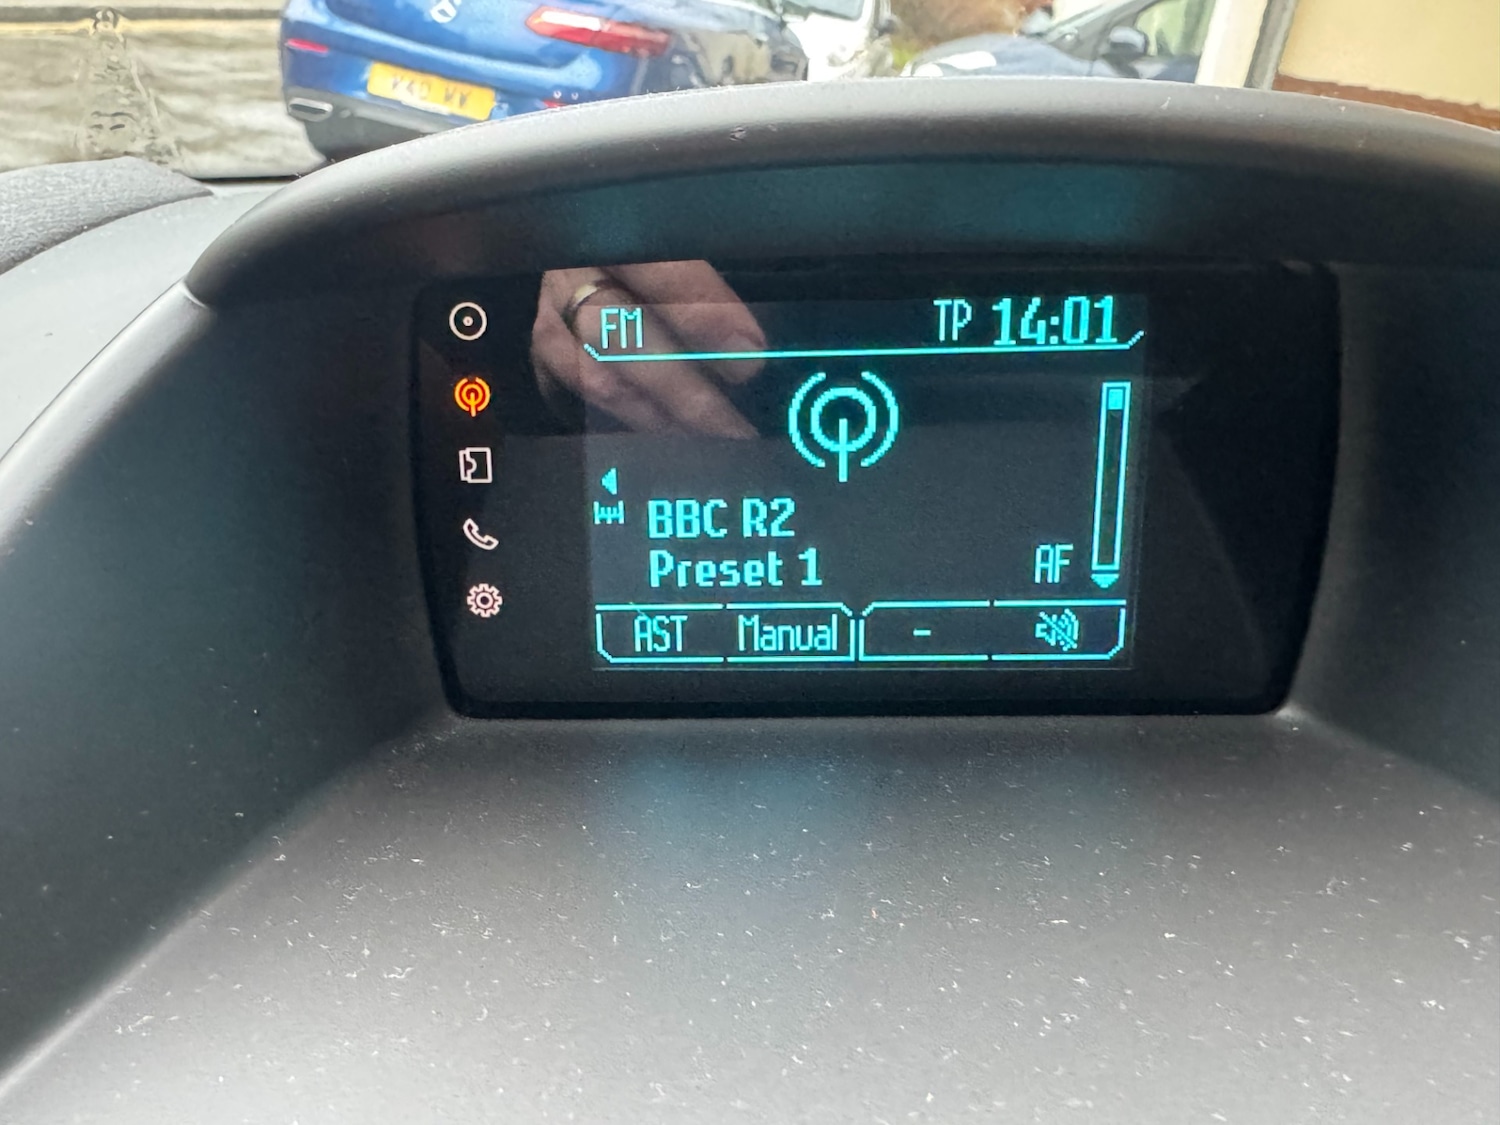 FM TP 14:01
BBC R2
Preset 1 AF
AST Manual -